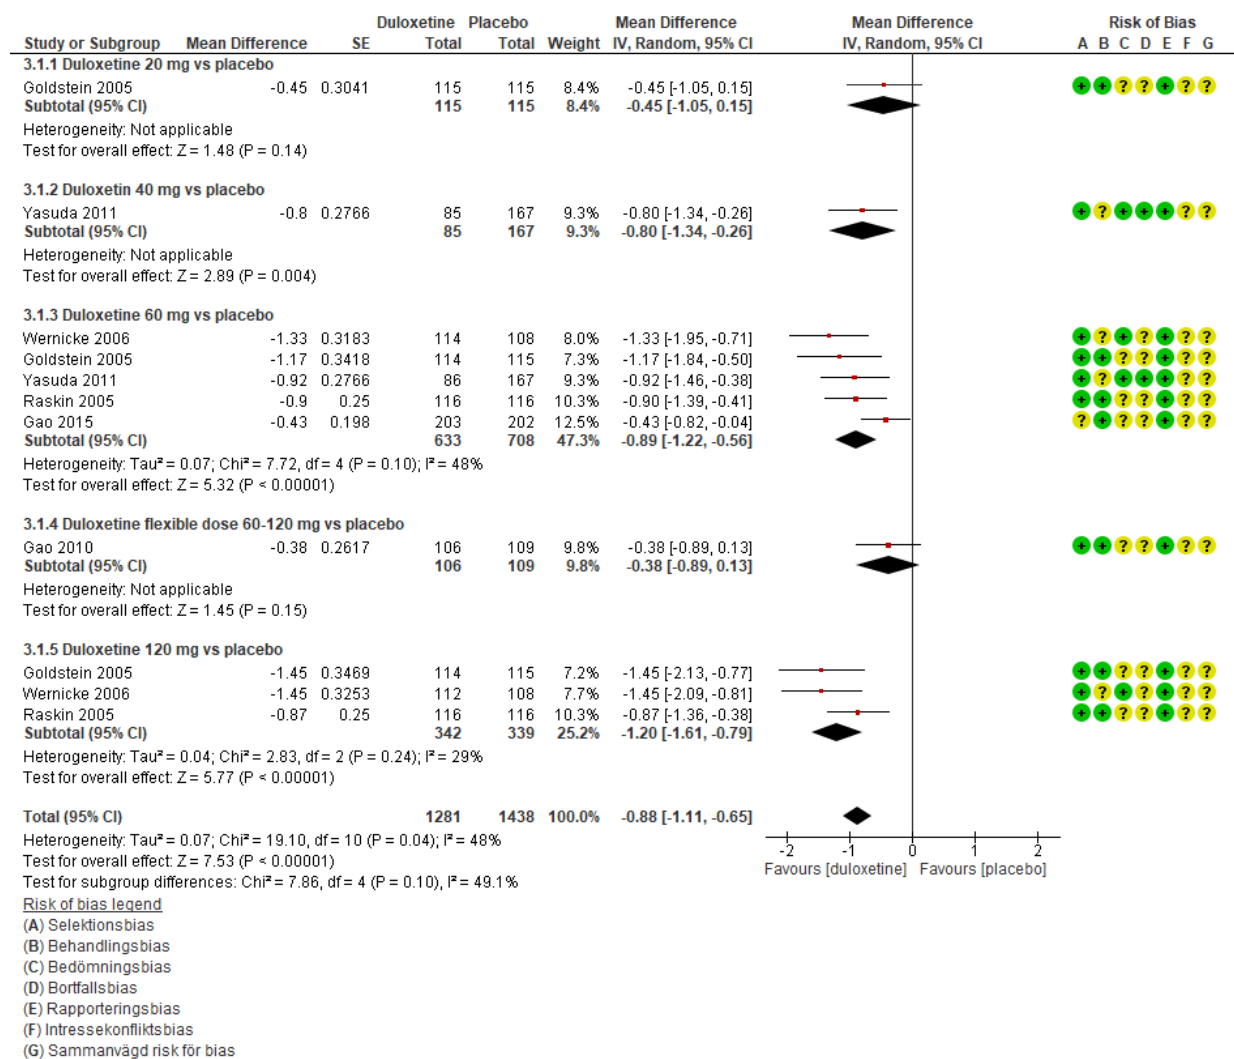 Duloxetine Placebo Mean Difference Mean Difference Risk of Bias
Study or Subgroup Mean Difference SE Total Total Weight IV, Random, 95% CI IV, Random, 95% CI A B C D E F G
3.1.1 Duloxetine 20 mg vs placebo
Goldstein 2005 -0.45 0.3041 115 115 8.4% -0.45 [-1.05, 0.15] + + ? ? + ? ?
Subtotal (95% CI) 115 115 8.4% -0.45 [-1.05, 0.15]
Heterogeneity: Not applicable
Test for overall effect: Z = 1.48 (P = 0.14)
3.1.2 Duloxetin 40 mg vs placebo
Yasuda 2011 -0.8 0.2766 85 167 9.3% -0.80 [-1.34, -0.26] + ? + + + ? ?
Subtotal (95% CI) 85 167 9.3% -0.80 [-1.34, -0.26]
Heterogeneity: Not applicable
Test for overall effect: Z = 2.89 (P = 0.004)
3.1.3 Duloxetine 60 mg vs placebo
Wernicke 2006 -1.33 0.3183 114 108 8.0% -1.33 [-1.95, -0.71] + ? + ? + ? ?
Goldstein 2005 -1.17 0.3418 114 115 7.3% -1.17 [-1.84, -0.50] + + ? ? + ? ?
Yasuda 2011 -0.92 0.2766 86 167 9.3% -0.92 [-1.46, -0.38] + ? + + + ? ?
Raskin 2005 -0.9 0.25 116 116 10.3% -0.90 [-1.39, -0.41] + + ? ? + ? ?
Gao 2015 -0.43 0.198 203 202 12.5% -0.43 [-0.82, -0.04] ? + ? ? + ? ?
Subtotal (95% CI) 633 708 47.3% -0.89 [-1.22, -0.56]
Heterogeneity: Tau² = 0.07; Chi² = 7.72, df = 4 (P = 0.10); I² = 48%
Test for overall effect: Z = 5.32 (P < 0.00001)
3.1.4 Duloxetine flexible dose 60-120 mg vs placebo
Gao 2010 -0.38 0.2617 106 109 9.8% -0.38 [-0.89, 0.13] + + ? ? + ? ?
Subtotal (95% CI) 106 109 9.8% -0.38 [-0.89, 0.13]
Heterogeneity: Not applicable
Test for overall effect: Z = 1.45 (P = 0.15)
3.1.5 Duloxetine 120 mg vs placebo
Goldstein 2005 -1.45 0.3469 114 115 7.2% -1.45 [-2.13, -0.77] + + ? ? + ? ?
Wernicke 2006 -1.45 0.3253 112 108 7.7% -1.45 [-2.09, -0.81] + ? + ? + ? ?
Raskin 2005 -0.87 0.25 116 116 10.3% -0.87 [-1.36, -0.38] + + ? ? + ? ?
Subtotal (95% CI) 342 339 25.2% -1.20 [-1.61, -0.79]
Heterogeneity: Tau² = 0.04; Chi² = 2.83, df = 2 (P = 0.24); I² = 29%
Test for overall effect: Z = 5.77 (P < 0.00001)
Total (95% CI) 1281 1438 100.0% -0.88 [-1.11, -0.65]
Heterogeneity: Tau² = 0.07; Chi² = 19.10, df = 10 (P = 0.04); I² = 48%
Test for overall effect: Z = 7.53 (P < 0.00001)
Test for subgroup differences: Chi² = 7.86, df = 4 (P = 0.10), I² = 49.1%
-2 -1 0 1 2
Favours [duloxetine] Favours [placebo]
Risk of bias legend
(A) Selektionsbias
(B) Behandlingsbias
(C) Bedömningsbias
(D) Bortfallsbias
(E) Rapporteringsbias
(F) Intressekonfliktsbias
(G) Sammanvägd risk för bias